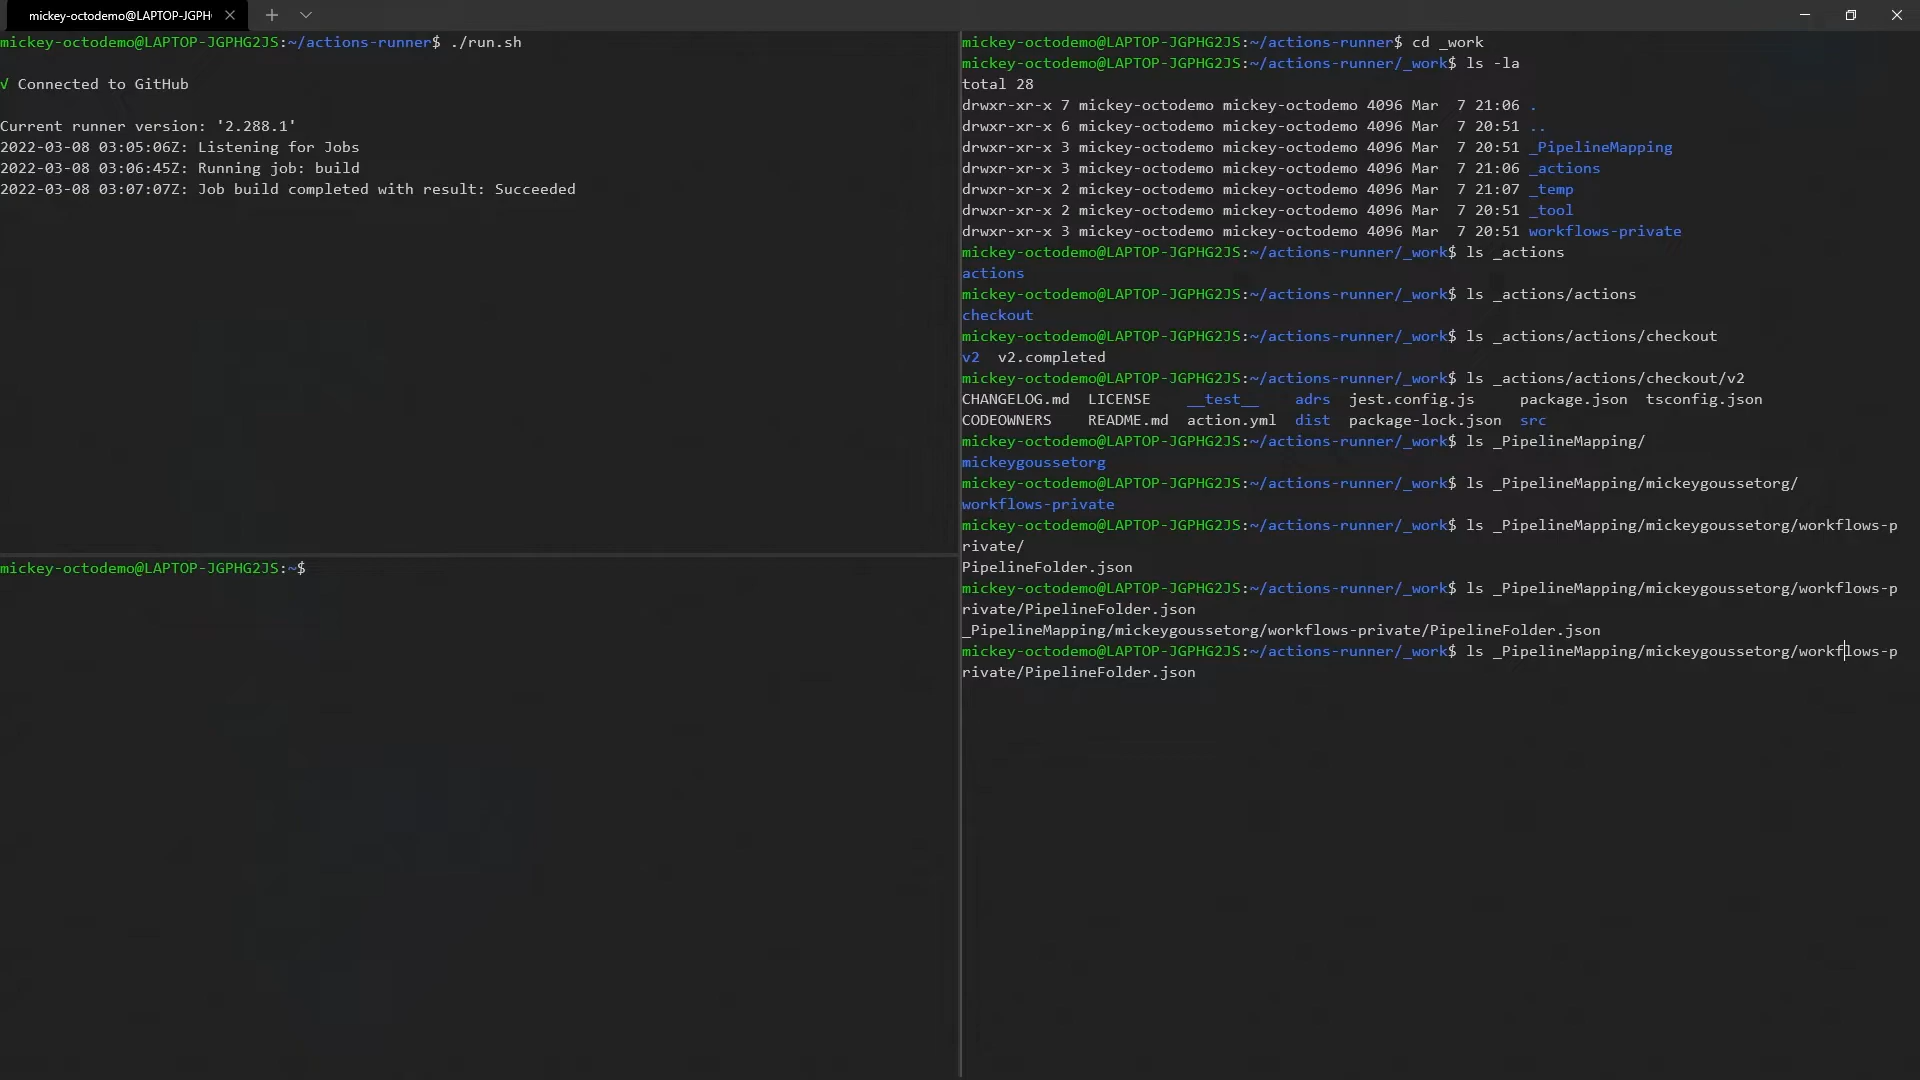 mickey-octodemo@LAPTOP-JGPH
mickey-octodemo@LAPTOP-JGPHG2JS:~/actions-runner$ ./run.sh
√ Connected to GitHub
Current runner version: '2.288.1'
2022-03-08 03:05:06Z: Listening for Jobs
2022-03-08 03:06:45Z: Running job: build
2022-03-08 03:07:07Z: Job build completed with result: Succeeded
mickey-octodemo@LAPTOP-JGPHG2JS:~$
mickey-octodemo@LAPTOP-JGPHG2JS:~/actions-runner$ cd _work
mickey-octodemo@LAPTOP-JGPHG2JS:~/actions-runner/_work$ ls -la
total 28
drwxr-xr-x 7 mickey-octodemo mickey-octodemo 4096 Mar  7 21:06 .
drwxr-xr-x 6 mickey-octodemo mickey-octodemo 4096 Mar  7 20:51 ..
drwxr-xr-x 3 mickey-octodemo mickey-octodemo 4096 Mar  7 20:51 _PipelineMapping
drwxr-xr-x 3 mickey-octodemo mickey-octodemo 4096 Mar  7 21:06 _actions
drwxr-xr-x 2 mickey-octodemo mickey-octodemo 4096 Mar  7 21:07 _temp
drwxr-xr-x 2 mickey-octodemo mickey-octodemo 4096 Mar  7 20:51 _tool
drwxr-xr-x 3 mickey-octodemo mickey-octodemo 4096 Mar  7 20:51 workflows-private
mickey-octodemo@LAPTOP-JGPHG2JS:~/actions-runner/_work$ ls _actions
actions
mickey-octodemo@LAPTOP-JGPHG2JS:~/actions-runner/_work$ ls _actions/actions
checkout
mickey-octodemo@LAPTOP-JGPHG2JS:~/actions-runner/_work$ ls _actions/actions/checkout
v2  v2.completed
mickey-octodemo@LAPTOP-JGPHG2JS:~/actions-runner/_work$ ls _actions/actions/checkout/v2
CHANGELOG.md  LICENSE    __test__    adrs  jest.config.js     package.json  tsconfig.json
CODEOWNERS    README.md  action.yml  dist  package-lock.json  src
mickey-octodemo@LAPTOP-JGPHG2JS:~/actions-runner/_work$ ls _PipelineMapping/
mickeygoussetorg
mickey-octodemo@LAPTOP-JGPHG2JS:~/actions-runner/_work$ ls _PipelineMapping/mickeygoussetorg/
workflows-private
mickey-octodemo@LAPTOP-JGPHG2JS:~/actions-runner/_work$ ls _PipelineMapping/mickeygoussetorg/workflows-p
rivate/
PipelineFolder.json
mickey-octodemo@LAPTOP-JGPHG2JS:~/actions-runner/_work$ ls _PipelineMapping/mickeygoussetorg/workflows-p
rivate/PipelineFolder.json
_PipelineMapping/mickeygoussetorg/workflows-private/PipelineFolder.json
mickey-octodemo@LAPTOP-JGPHG2JS:~/actions-runner/_work$ ls _PipelineMapping/mickeygoussetorg/workflows-p
rivate/PipelineFolder.json